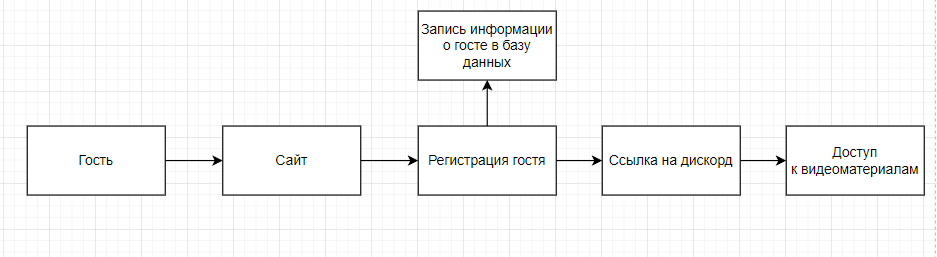 Запись информации
о госте в базу
данных
Гость
Сайт
Регистрация гостя
Ссылка на дискорд
Доступ
к видеоматериалам